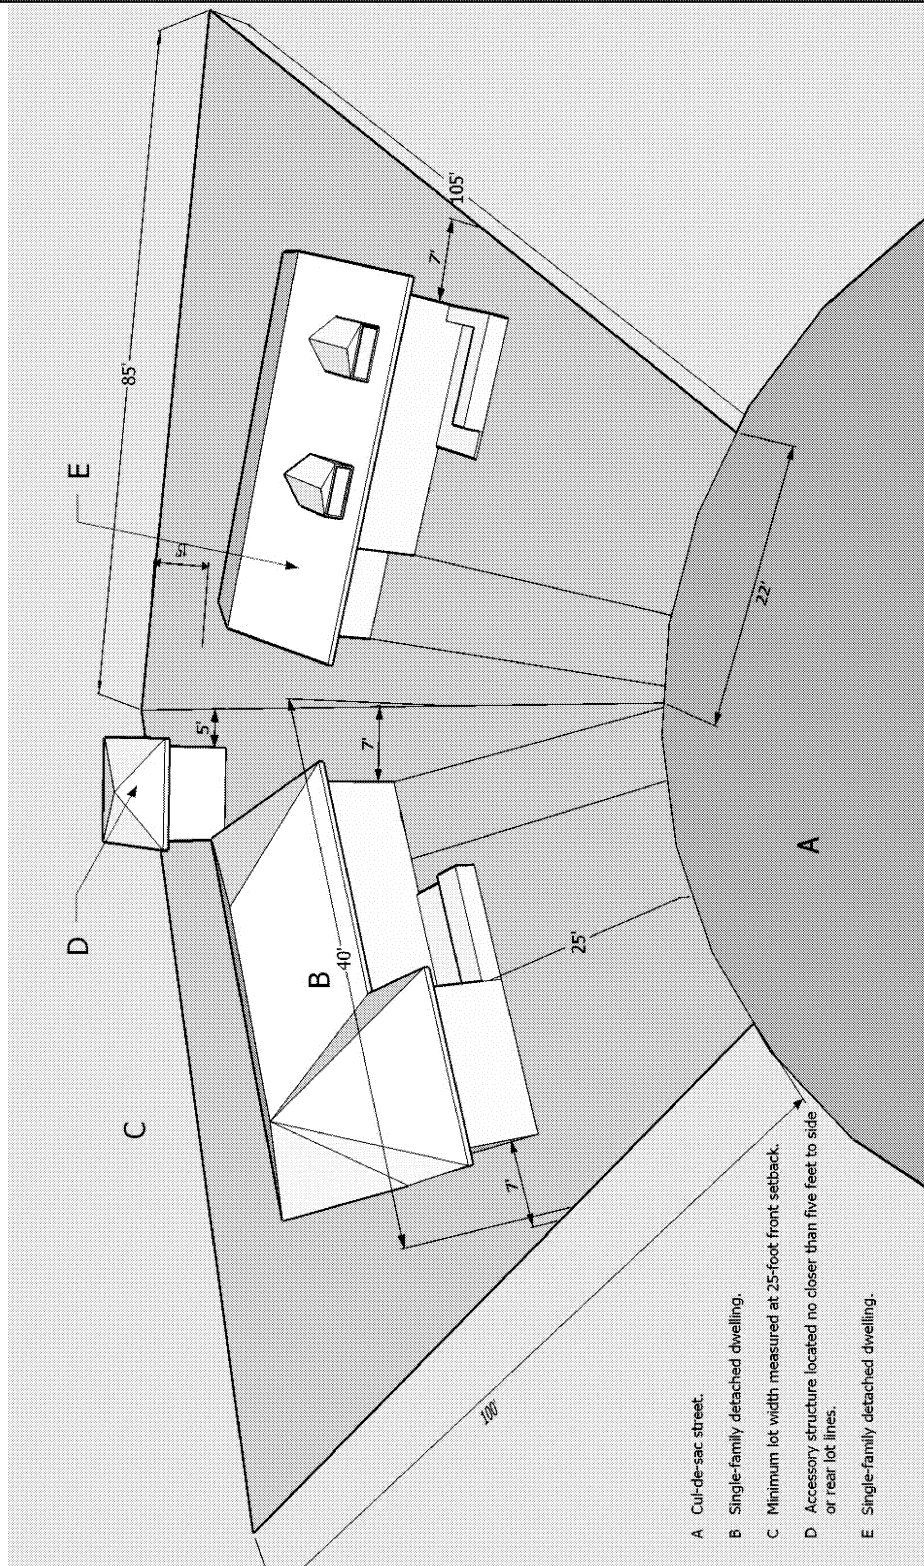 85'
105'
E
7'
15'
22'
5'
7'
D
A
B
40'
25'
C
7'
100'
A Cul-de-sac street.
B Single-family detached dwelling.
C Minimum lot width measured at 25-foot front setback.
D Accessory structure located no closer than five feet to side
or rear lot lines.
E Single-family detached dwelling.